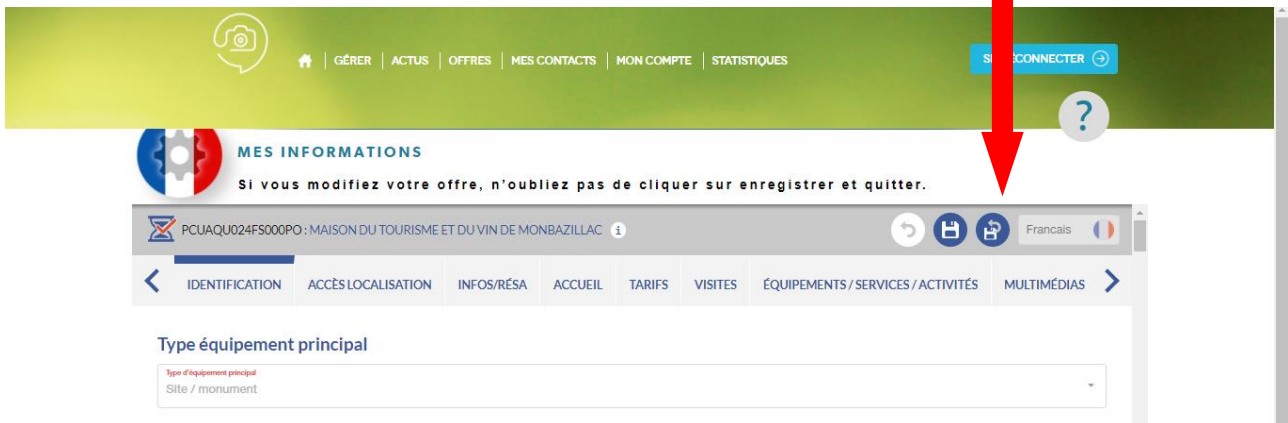 GÉRER | ACTUS | OFFRES | MES CONTACTS | MON COMPTE | STATISTIQUES
CONNECTER
?
MES INFORMATIONS
Si vous modifiez votre offre, n'oubliez pas de cliquer sur enregistrer et quitter.
PCUAQU024FS000PO : MAISON DU TOURISME ET DU VIN DE MONBAZILLAC i
Francais
IDENTIFICATION ACCÈS LOCALISATION INFOS/RÉSA ACCUEIL TARIFS VISITES ÉQUIPEMENTS / SERVICES / ACTIVITÉS MULTIMÉDIAS
Type équipement principal
Type d'équipement principal
Site / monument